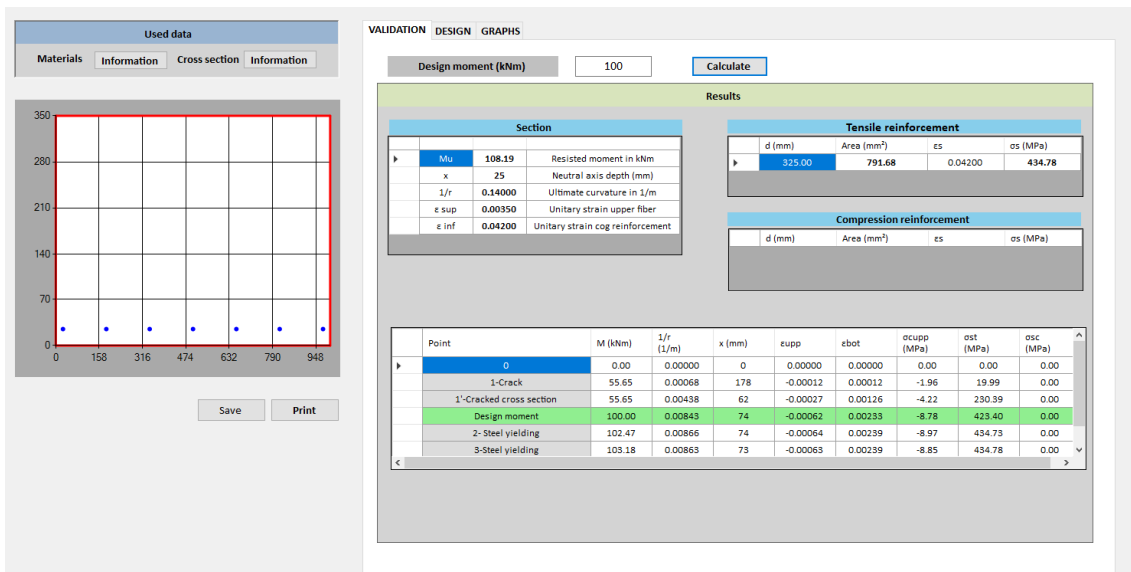 Used data
Materials Information Cross section Information
350
280
210
140
70
0
0 158 316 474 632 790 948
Save Print
VALIDATION DESIGN GRAPHS
Design moment (kNm) 100 Calculate
Results
Section
Mu 108.19 Resisted moment in kNm
x 25 Neutral axis depth (mm)
1/r 0.14000 Ultimate curvature in 1/m
ε sup 0.00350 Unitary strain upper fiber
ε inf 0.04200 Unitary strain cog reinforcement
Tensile reinforcement
d (mm) Area (mm²) εs σs (MPa)
325.00 791.68 0.04200 434.78
Compression reinforcement
d (mm) Area (mm²) εs σs (MPa)
Point M (kNm) 1/r (1/m) x (mm) εupp εbot σcupp (MPa) σst (MPa) σsc (MPa)
0 0.00 0.00000 0 0.00000 0.00000 0.00 0.00 0.00
1-Crack 55.65 0.00068 178 -0.00012 0.00012 -1.96 19.99 0.00
1'-Cracked cross section 55.65 0.00438 62 -0.00027 0.00126 -4.22 230.39 0.00
Design moment 100.00 0.00843 74 -0.00062 0.00233 -8.78 423.40 0.00
2- Steel yielding 102.47 0.00866 74 -0.00064 0.00239 -8.97 434.73 0.00
3-Steel yielding 103.18 0.00863 73 -0.00063 0.00239 -8.85 434.78 0.00